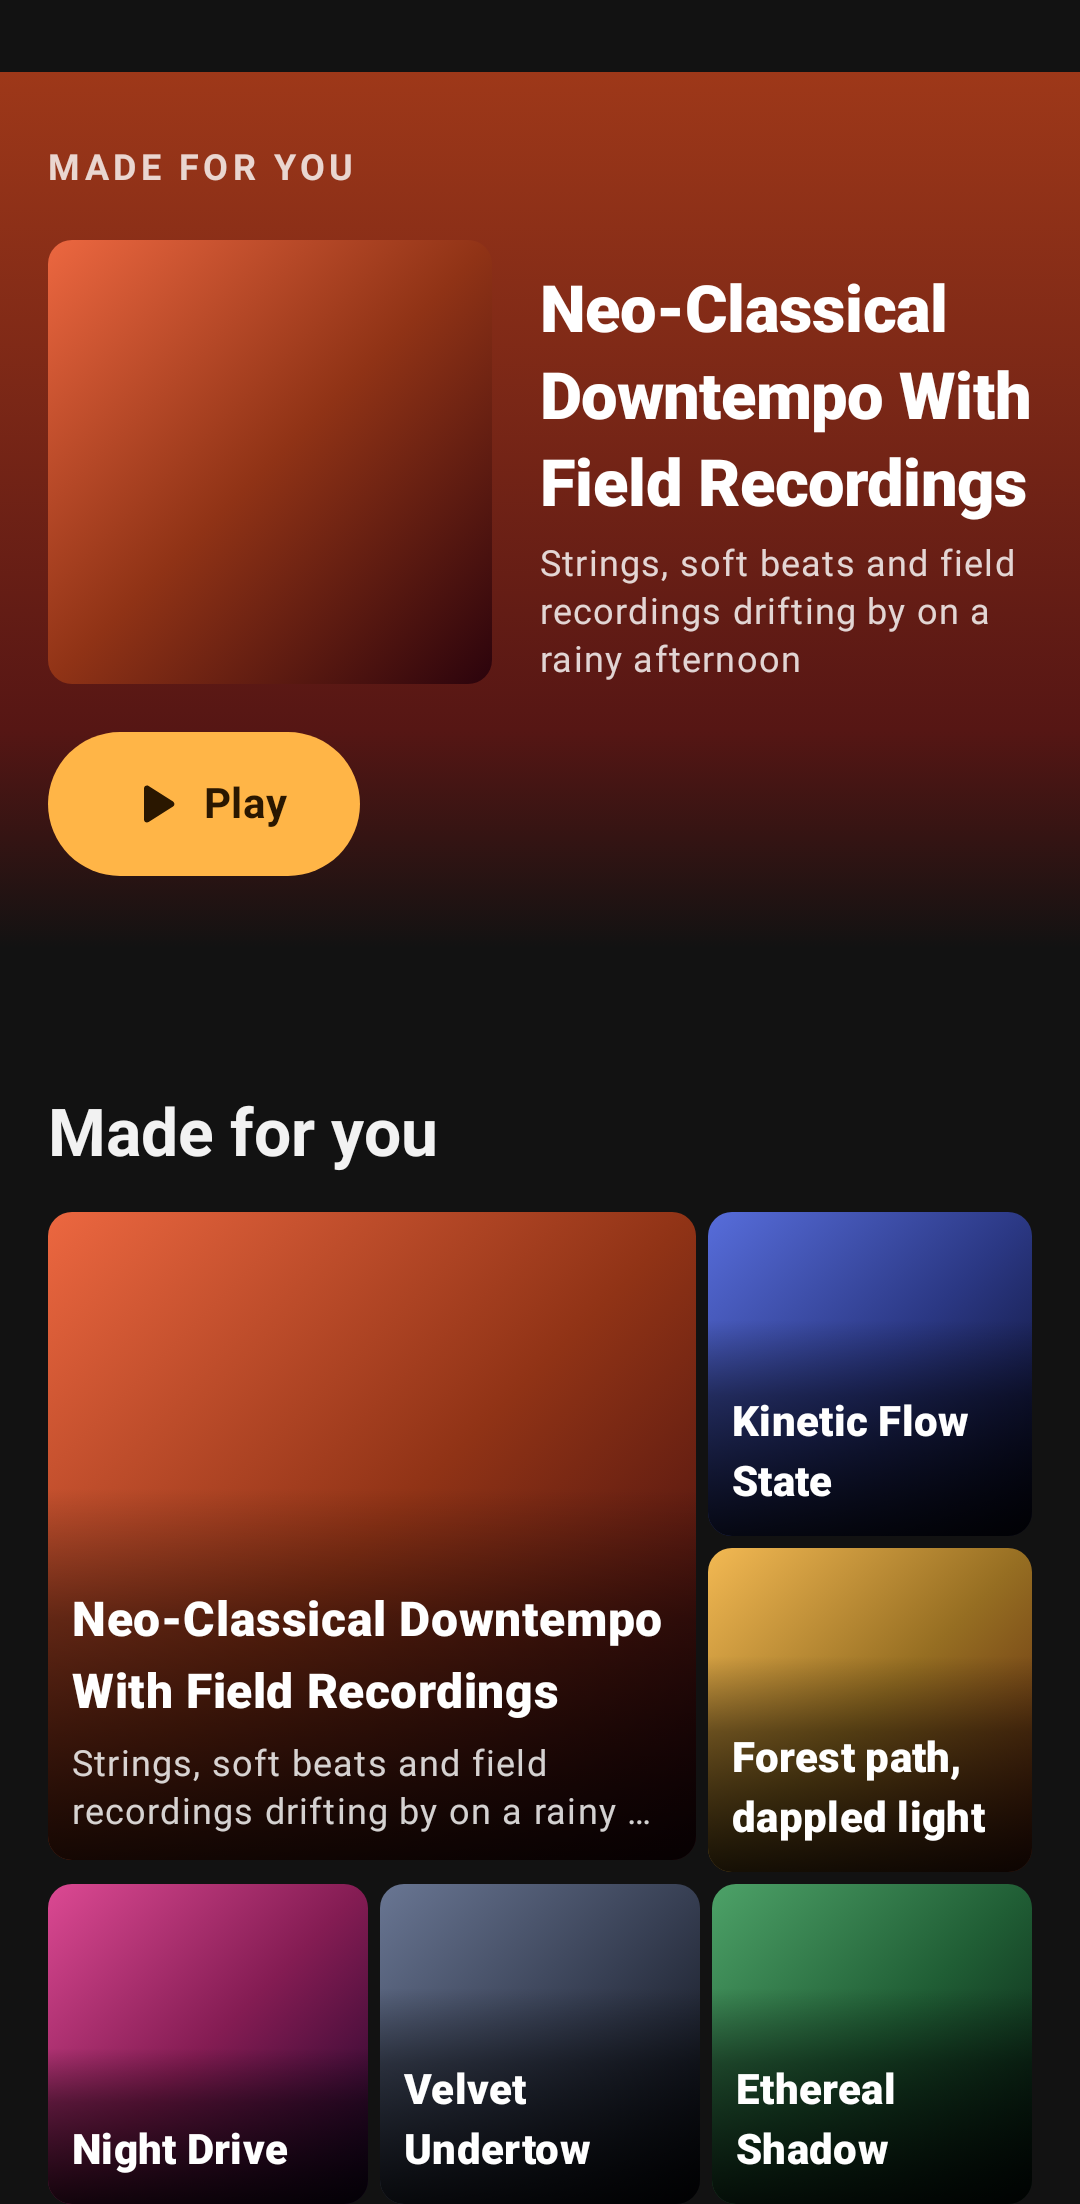 MADE FOR YOU
Neo-Classical
Downtempo With
Field Recordings
Strings, soft beats and field
recordings drifting by on a
rainy afternoon
Play
Made for you
Neo-Classical Downtempo
With Field Recordings
Strings, soft beats and field
recordings drifting by on a rainy …
Kinetic Flow
State
Forest path,
dappled light
Night Drive
Velvet
Undertow
Ethereal
Shadow